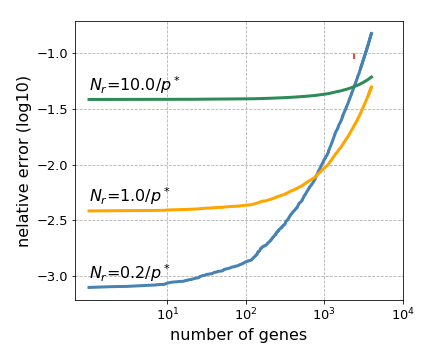 −1.0
−1.5
−2.0
−2.5
−3.0
nelative error (log10)
N_r=10.0/p*
N_r=1.0/p*
N_r=0.2/p*
10^1
10^2
10^3
10^4
number of genes